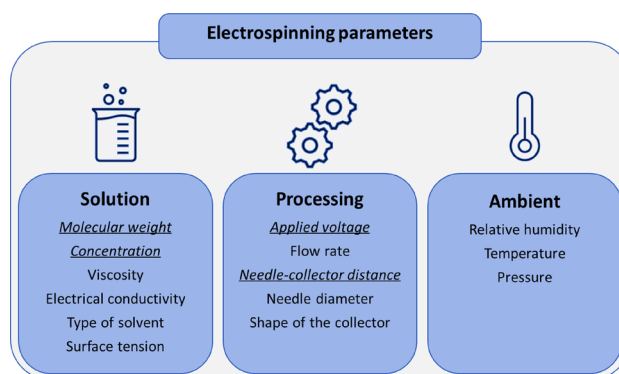 Electrospinning parameters
Solution
Molecular weight
Concentration
Viscosity
Electrical conductivity
Type of solvent
Surface tension
Processing
Applied voltage
Flow rate
Needle-collector distance
Needle diameter
Shape of the collector
Ambient
Relative humidity
Temperature
Pressure